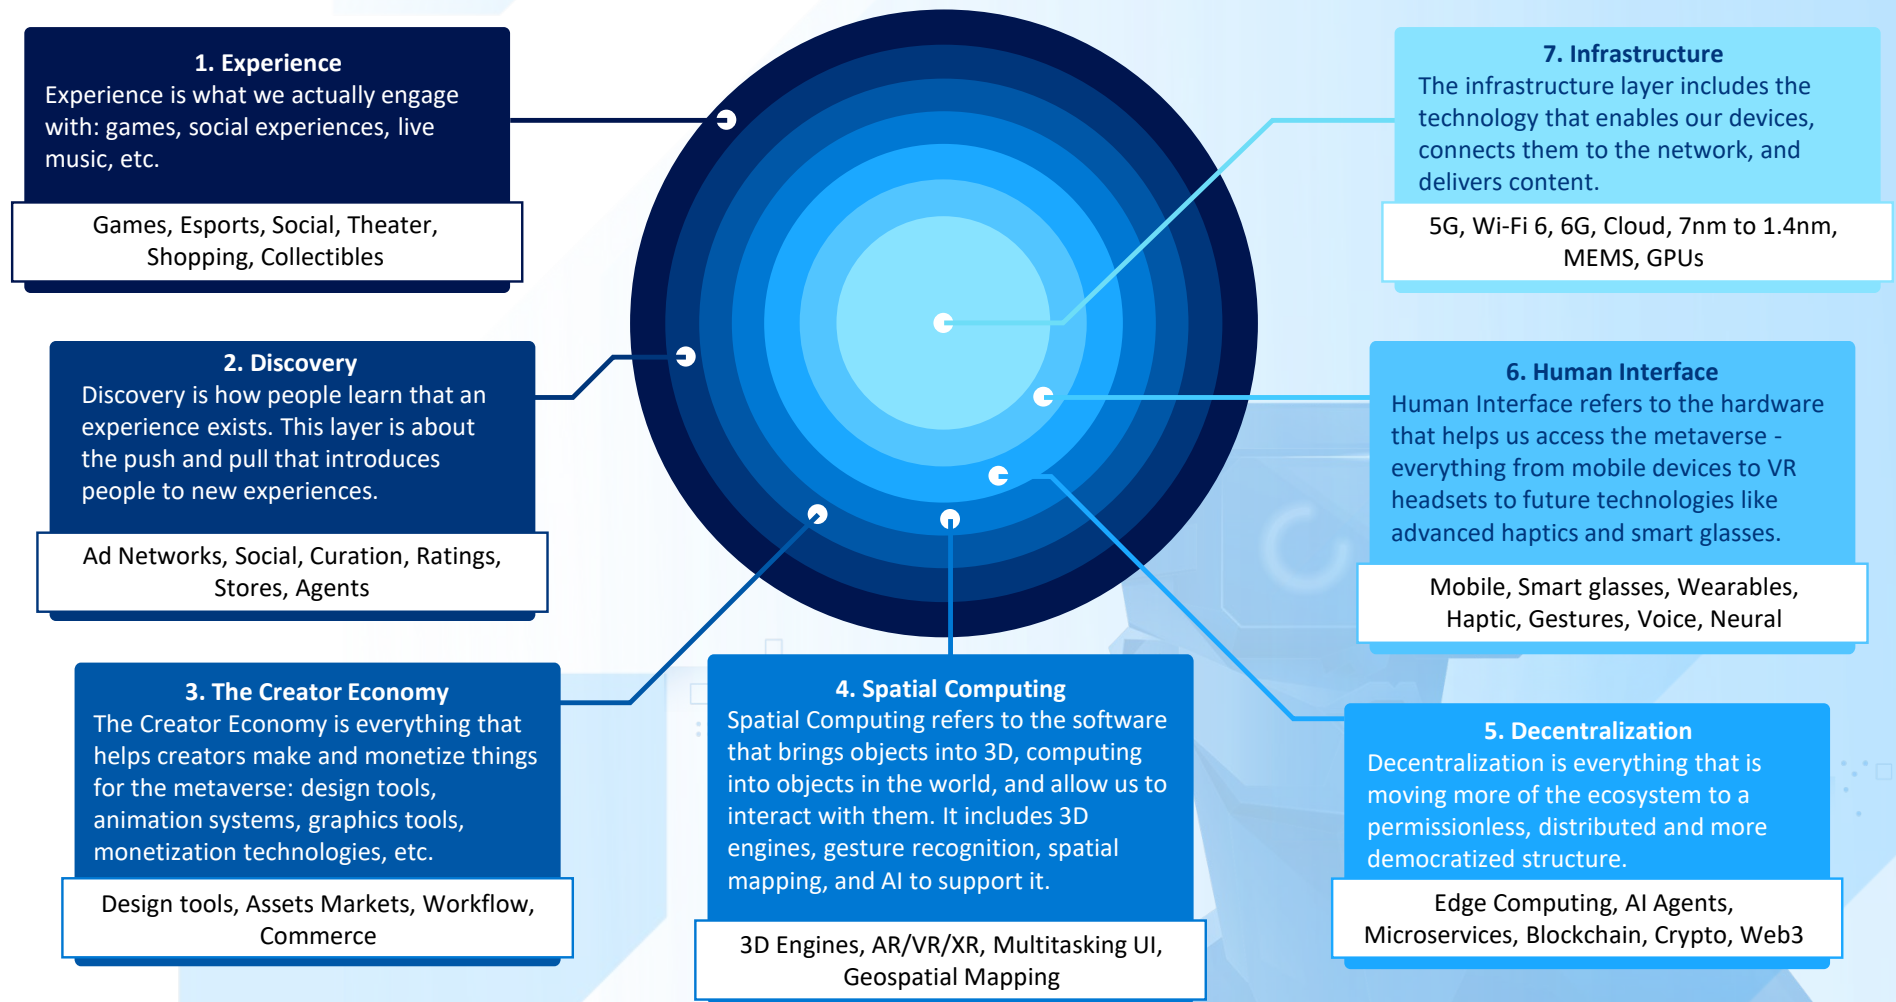 1. Experience
Experience is what we actually engage
with: games, social experiences, live
music, etc.
Games, Esports, Social, Theater,
Shopping, Collectibles
2. Discovery
Discovery is how people learn that an
experience exists. This layer is about
the push and pull that introduces
people to new experiences.
Ad Networks, Social, Curation, Ratings,
Stores, Agents
3. The Creator Economy
The Creator Economy is everything that
helps creators make and monetize things
for the metaverse: design tools,
animation systems, graphics tools,
monetization technologies, etc.
Design tools, Assets Markets, Workflow,
Commerce
4. Spatial Computing
Spatial Computing refers to the software
that brings objects into 3D, computing
into objects in the world, and allow us to
interact with them. It includes 3D
engines, gesture recognition, spatial
mapping, and AI to support it.
3D Engines, AR/VR/XR, Multitasking UI,
Geospatial Mapping
5. Decentralization
Decentralization is everything that is
moving more of the ecosystem to a
permissionless, distributed and more
democratized structure.
Edge Computing, AI Agents,
Microservices, Blockchain, Crypto, Web3
6. Human Interface
Human Interface refers to the hardware
that helps us access the metaverse -
everything from mobile devices to VR
headsets to future technologies like
advanced haptics and smart glasses.
Mobile, Smart glasses, Wearables,
Haptic, Gestures, Voice, Neural
7. Infrastructure
The infrastructure layer includes the
technology that enables our devices,
connects them to the network, and
delivers content.
5G, Wi-Fi 6, 6G, Cloud, 7nm to 1.4nm,
MEMS, GPUs